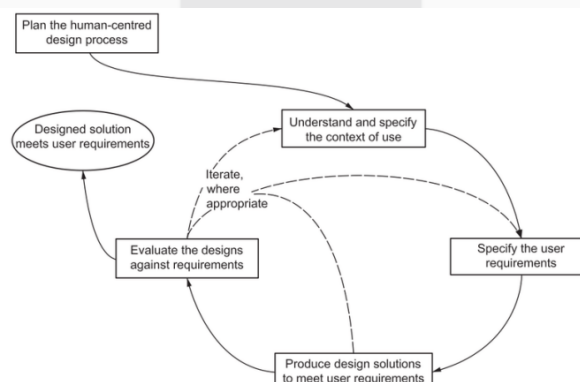 Plan the human-centred
design process
Understand and specify
the context of use
Designed solution
meets user requirements
Iterate,
where
appropriate
Evaluate the designs
against requirements
Specify the user
requirements
Produce design solutions
to meet user requirements